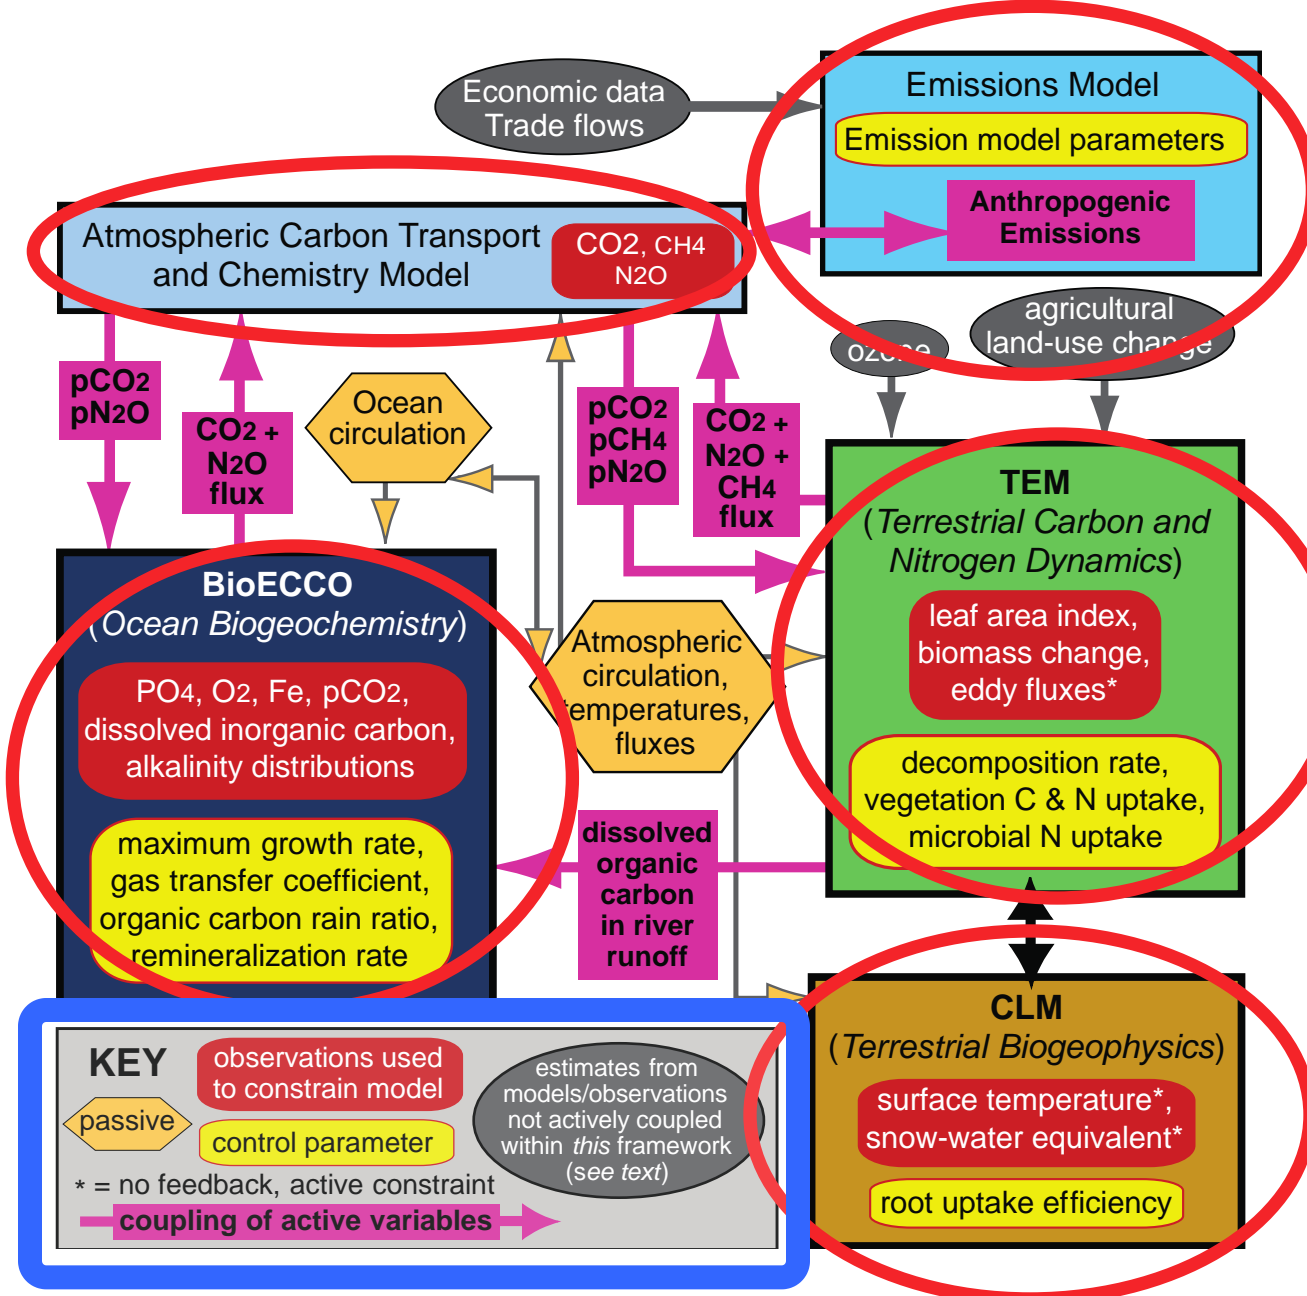 Economic data
Trade flows
Emissions Model
Emission model parameters
Anthropogenic
Emissions
Atmospheric Carbon Transport
and Chemistry Model
CO2, CH4
N2O
agricultural
land-use change
ozone
pCO2
pN2O
CO2 +
N2O
flux
Ocean
circulation
pCO2
pCH4
pN2O
CO2 +
N2O +
CH4
flux
TEM
(Terrestrial Carbon and
Nitrogen Dynamics)
leaf area index,
biomass change,
eddy fluxes*
decomposition rate,
vegetation C & N uptake,
microbial N uptake
BioECCO
(Ocean Biogeochemistry)
PO4, O2, Fe, pCO2,
dissolved inorganic carbon,
alkalinity distributions
maximum growth rate,
gas transfer coefficient,
organic carbon rain ratio,
remineralization rate
Atmospheric
circulation,
temperatures,
fluxes
dissolved
organic
carbon
in river
runoff
CLM
(Terrestrial Biogeophysics)
surface temperature*,
snow-water equivalent*
root uptake efficiency
KEY
observations used
to constrain model
passive
control parameter
estimates from
models/observations
not actively coupled
within this framework
(see text)
* = no feedback, active constraint
coupling of active variables